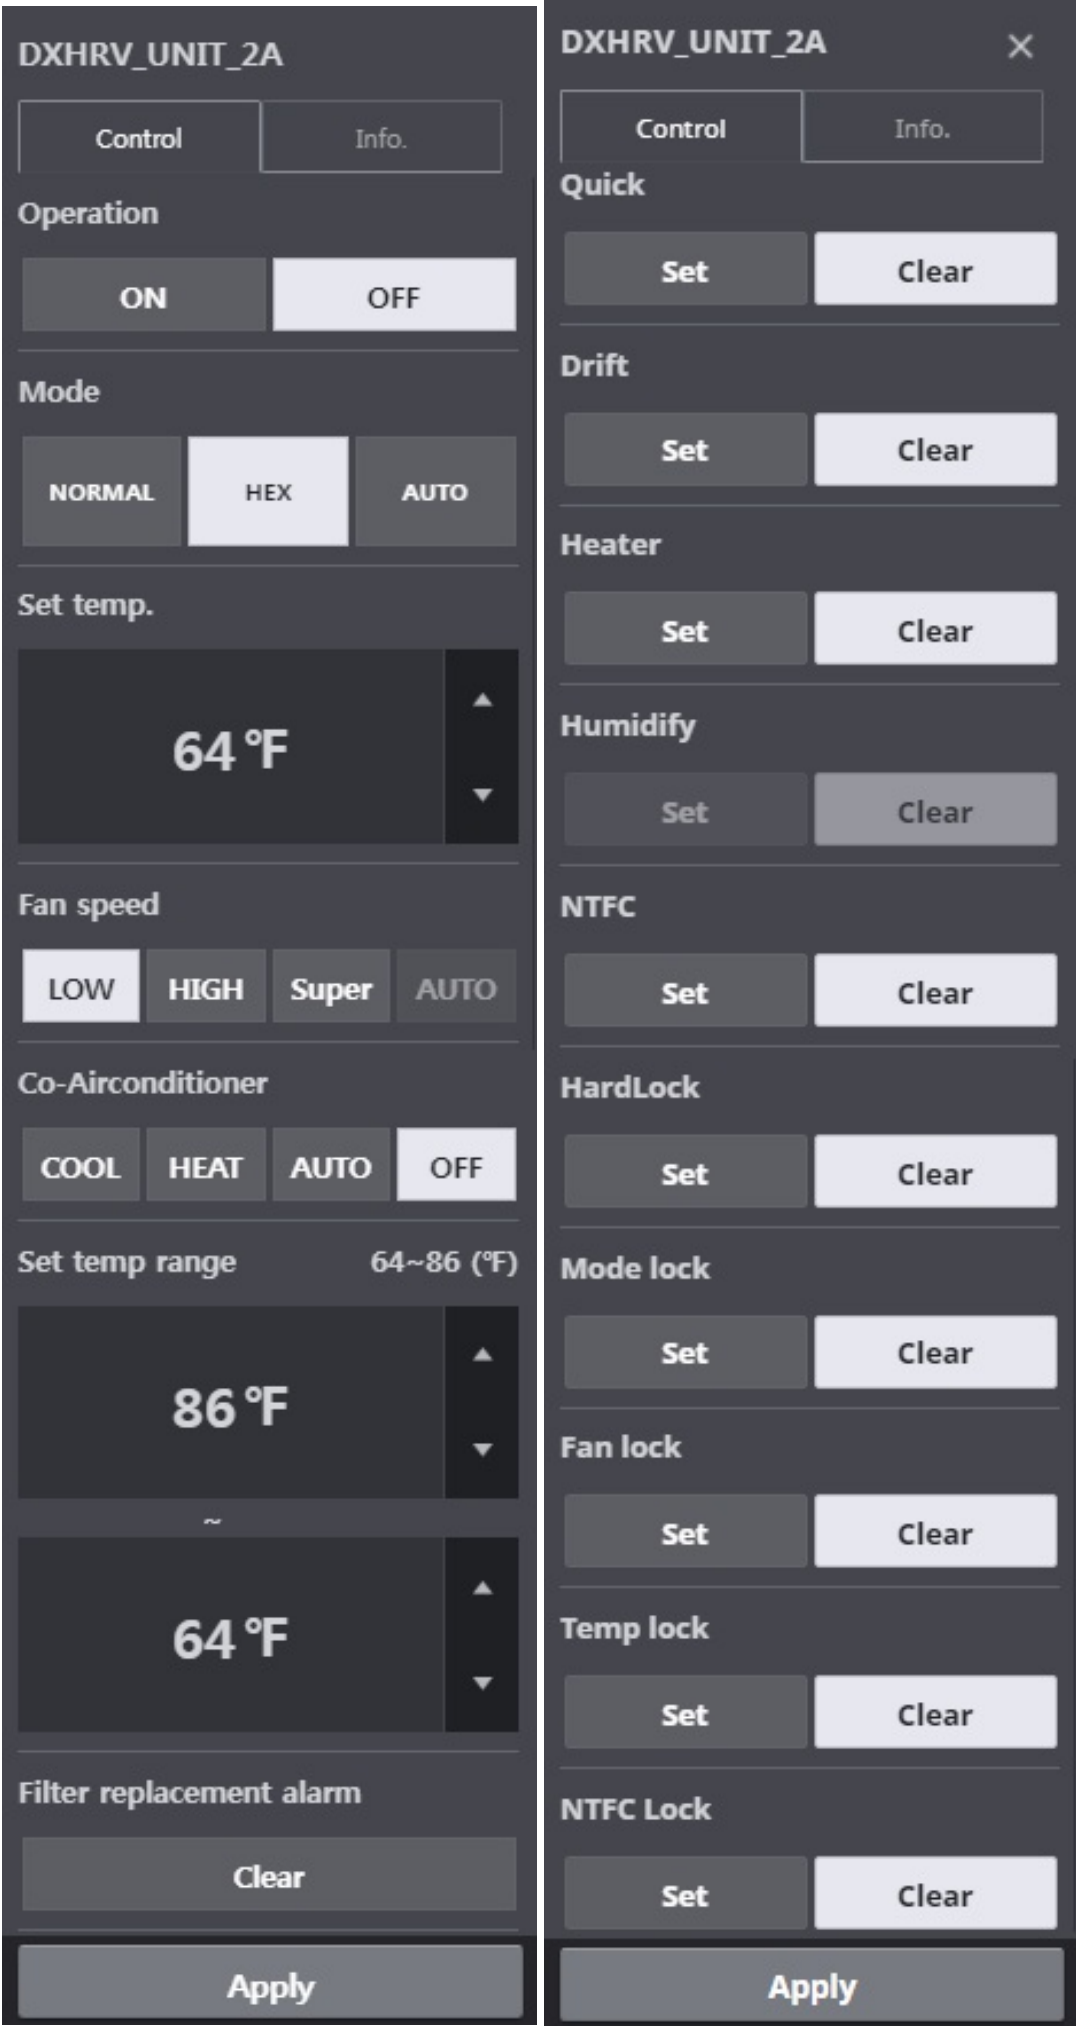 DXHRV_UNIT_2A
Control Info.
Operation
ON OFF
Mode
NORMAL HEX AUTO
Set temp.
64 °F
Fan speed
LOW HIGH Super AUTO
Co-Airconditioner
COOL HEAT AUTO OFF
Set temp range 64~86 (°F)
86 °F
~
64 °F
Filter replacement alarm
Clear
Apply
DXHRV_UNIT_2A ×
Control Info.
Quick
Set Clear
Drift
Set Clear
Heater
Set Clear
Humidify
Set Clear
NTFC
Set Clear
HardLock
Set Clear
Mode lock
Set Clear
Fan lock
Set Clear
Temp lock
Set Clear
NTFC Lock
Set Clear
Apply